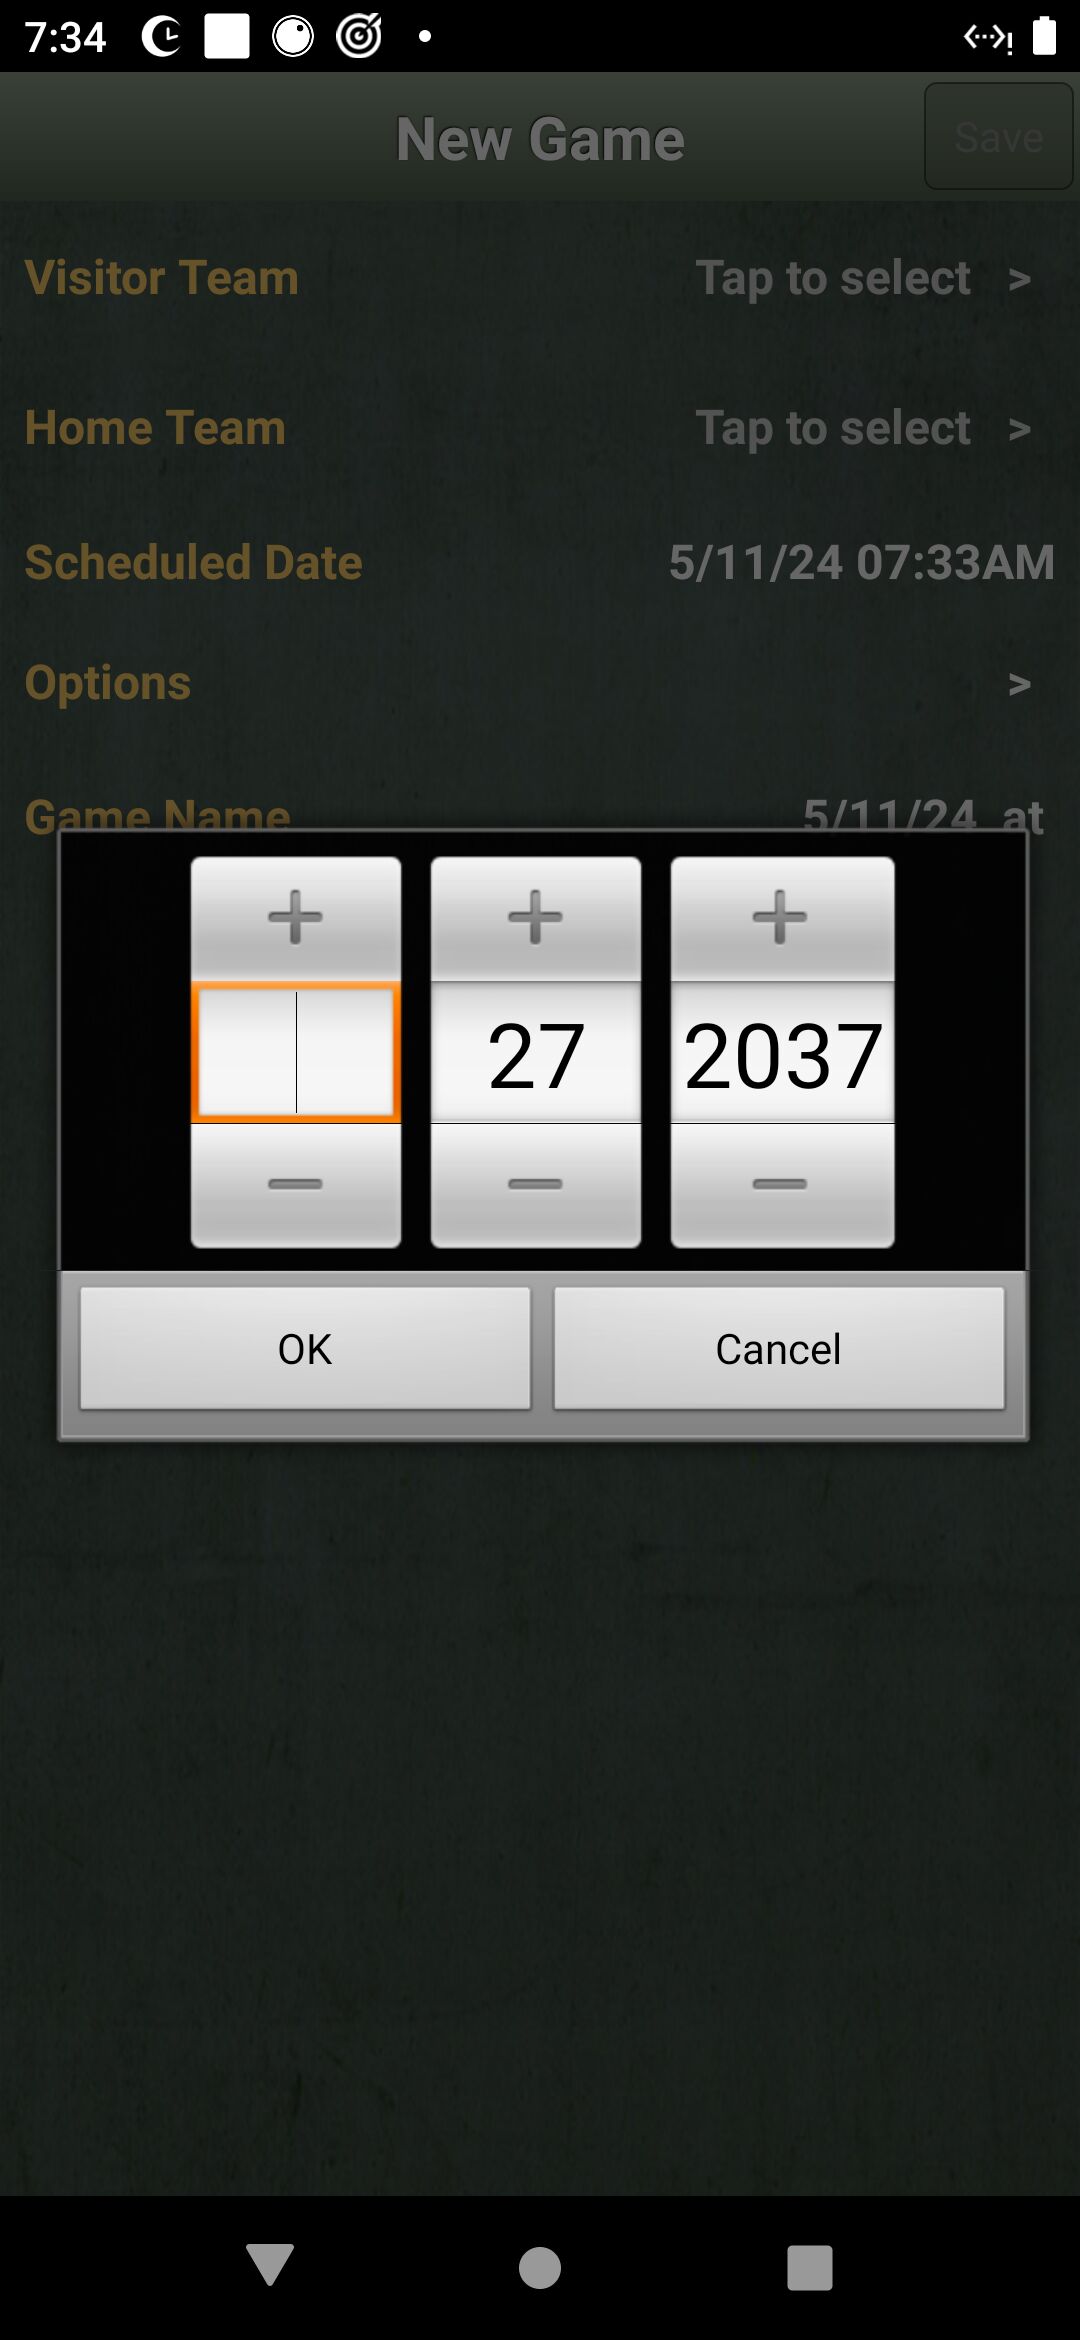 7:34
New Game
Save
Visitor Team Tap to select >
Home Team Tap to select >
Scheduled Date 5/11/24 07:33AM
Options >
Game Name 5/11/24 at
27 2037
OK Cancel